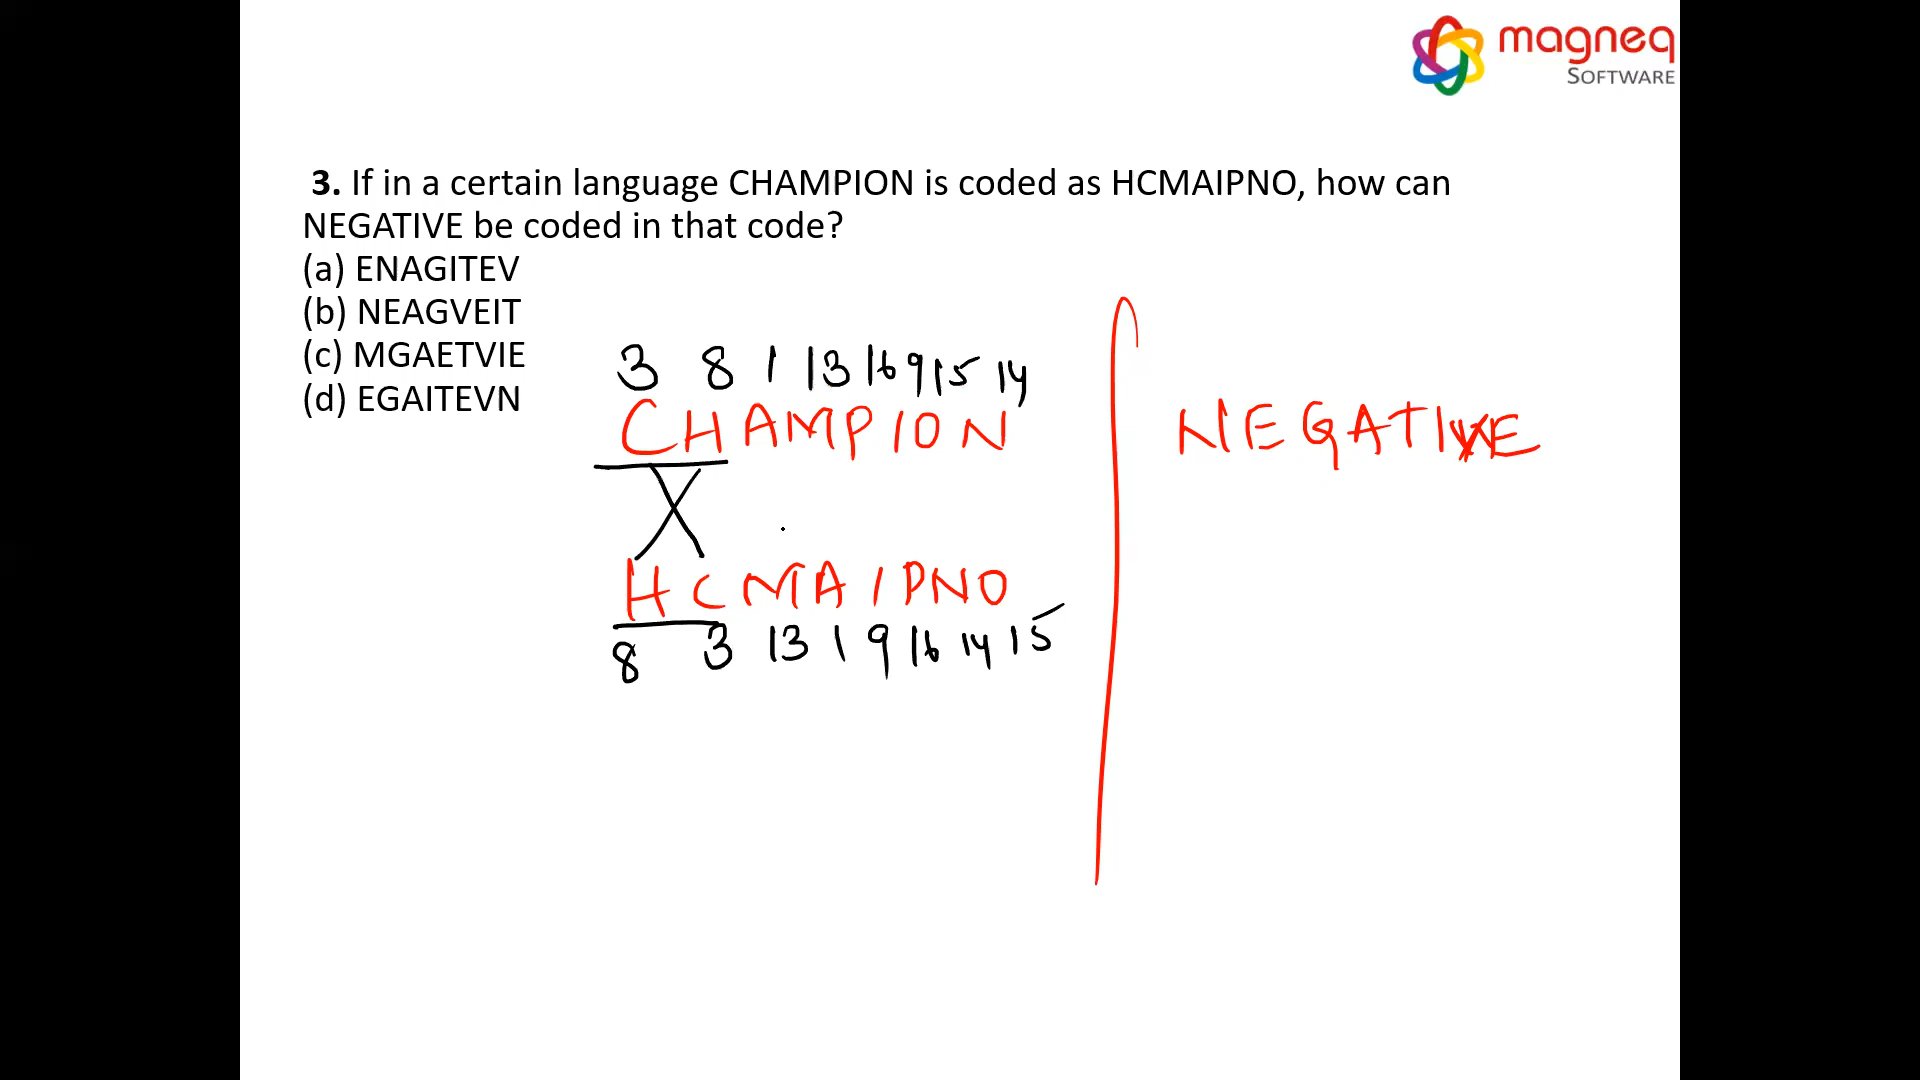 magneq
SOFTWARE
3. If in a certain language CHAMPION is coded as HCMAIPNO, how can
NEGATIVE be coded in that code?
(a) ENAGITEV
(b) NEAGVEIT
(c) MGAETVIE
(d) EGAITEVN
3 8 1 13 16 9 15 14
CHAMPION
NEGATIVE
HCMAIPNO
8 3 13 1 9 16 14 15